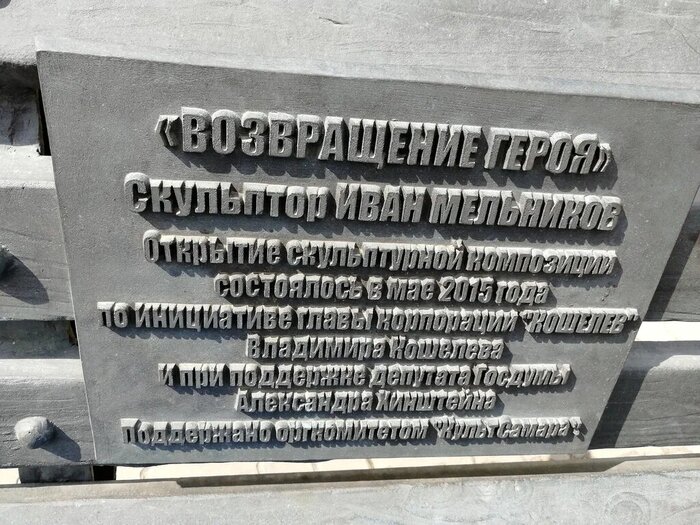 «ВОЗВРАЩЕНИЕ ГЕРОЯ»
Скульптор ИВАН МЕЛЬНИКОВ
Открытие скульптурной композиции
состоялось в мае 2015 года
по инициативе главы корпорации "КОШЕЛЕВ"
Владимира Кошелева
И при поддержке депутата Госдумы
Александра Хинштейна
Поддержано оргкомитетом "Культ Самара".